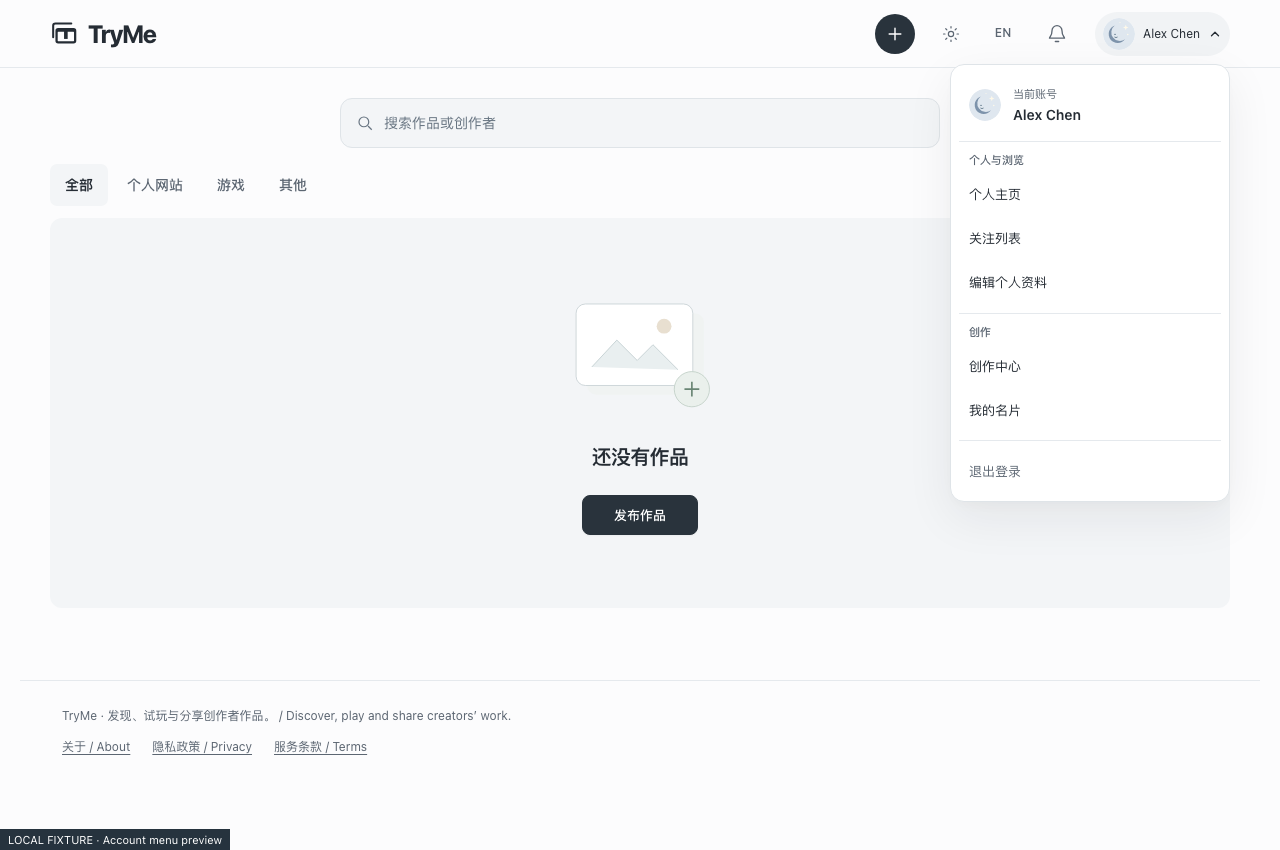 TryMe
EN
Alex Chen
当前账号
Alex Chen
个人与浏览
个人主页
关注列表
编辑个人资料
创作
创作中心
我的名片
退出登录
搜索作品或创作者
全部 个人网站 游戏 其他
还没有作品
发布作品
TryMe · 发现、试玩与分享创作者作品。 / Discover, play and share creators’ work.
关于 / About 隐私政策 / Privacy 服务条款 / Terms
LOCAL FIXTURE · Account menu preview